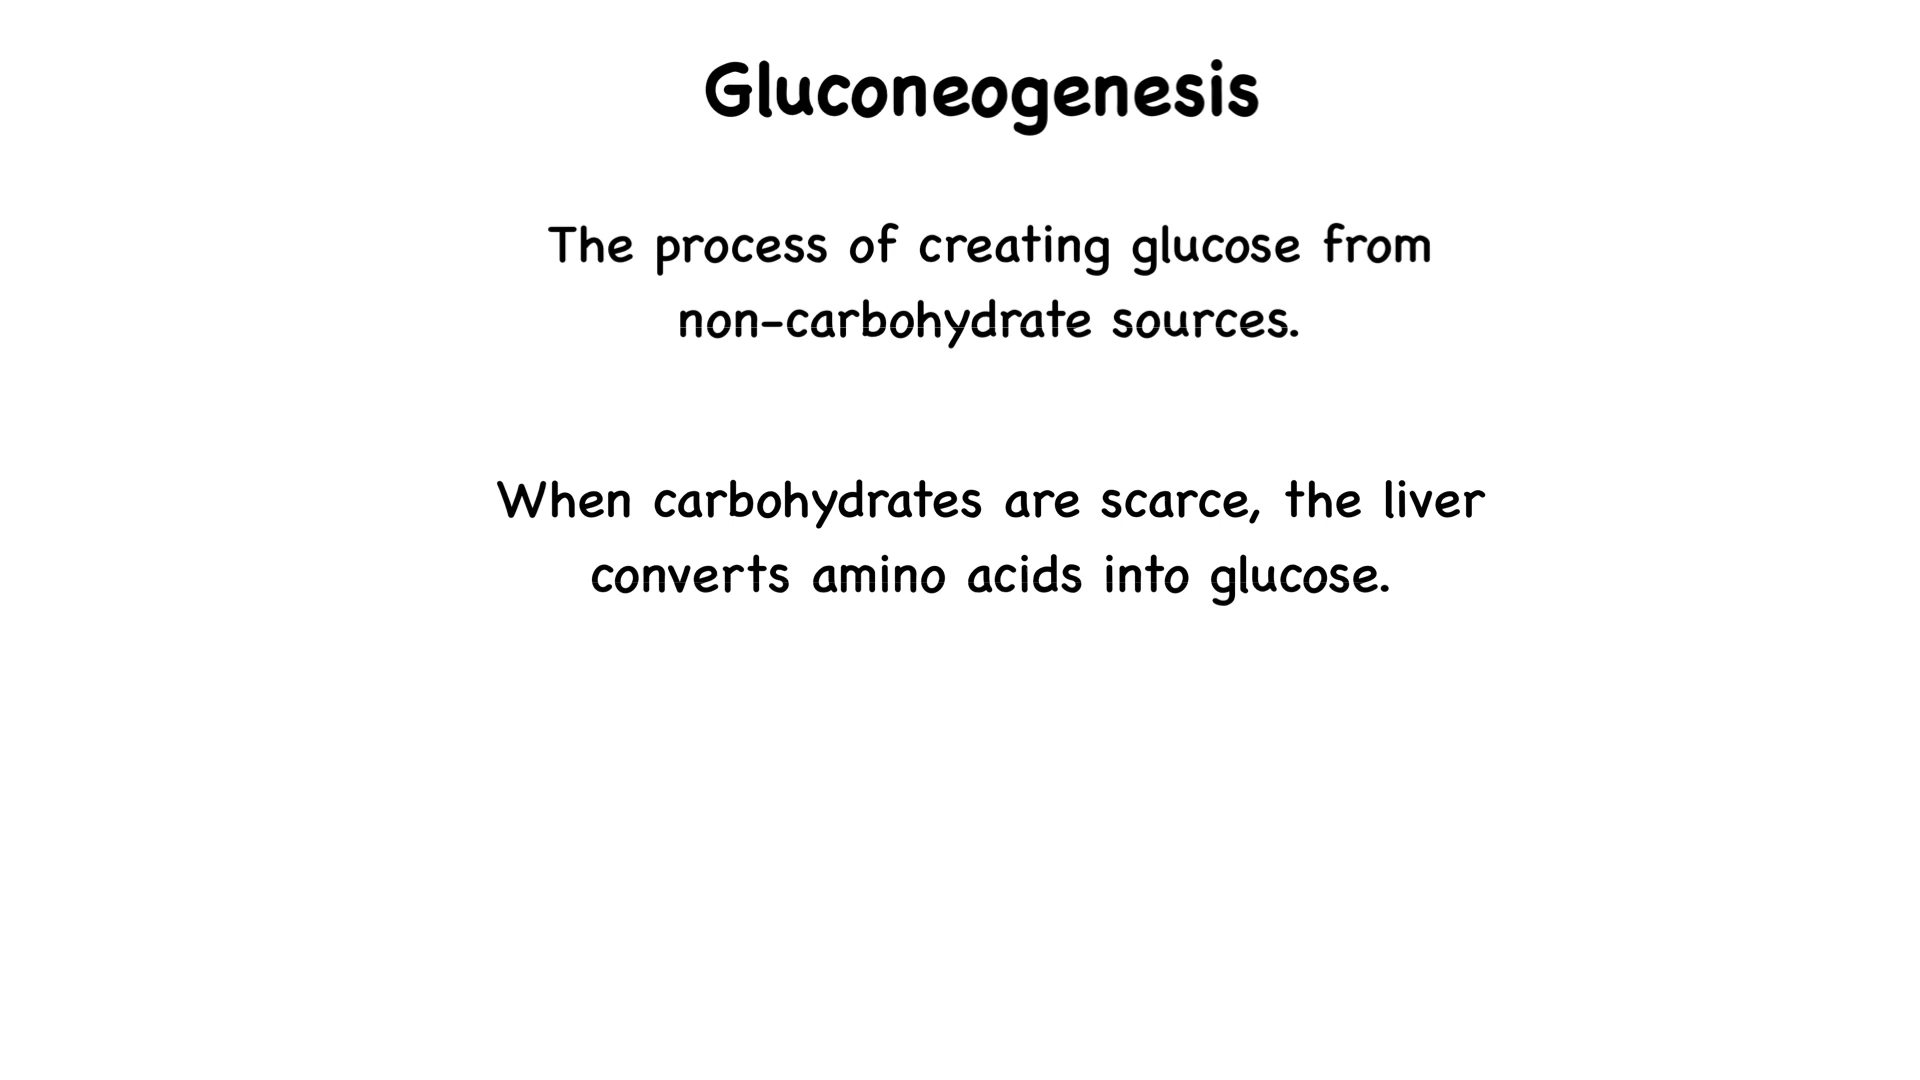 Gluconeogenesis
The process of creating glucose from
non-carbohydrate sources.
When carbohydrates are scarce, the liver
converts amino acids into glucose.